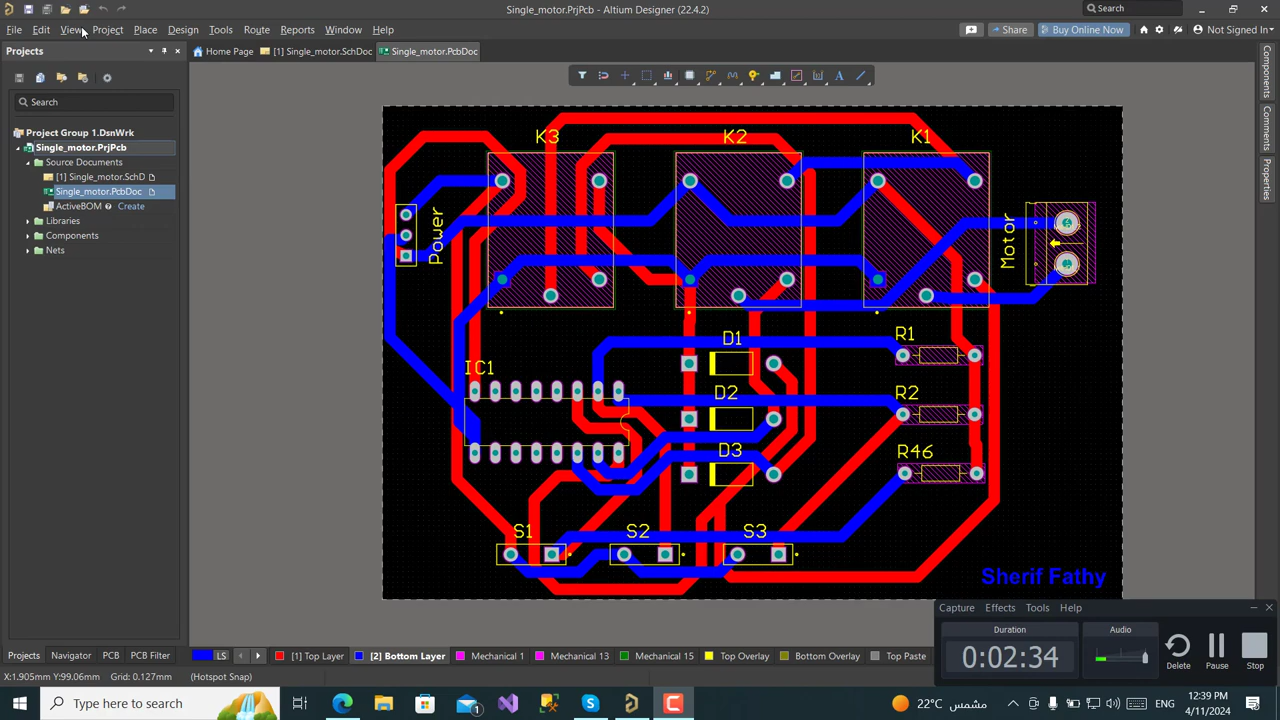 Single_motor.PrjPcb - Altium Designer (22.4.2)
Search
File Edit View Project Place Design Tools Route Reports Window Help
Share
Buy Online Now
Not Signed In
Projects
Home Page
[1] Single_motor.SchDoc
Single_motor.PcbDoc
Search
Project Group 1.DsnWrk
Single_motor.PrjPcb
Source Documents
[1] Single_motor.SchD
Single_motor.PcbDoc
ActiveBOM
Create
Libraries
Components
Nets
Components
Properties
K3
K2
K1
Power
Motor
D1
R1
IC1
D2
R2
D3
R46
S1
S2
S3
Sherif Fathy
Capture Effects Tools Help
Duration
Audio
0:02:34
Delete
Pause
Stop
Projects Navigator PCB PCB Filter
LS
[1] Top Layer
[2] Bottom Layer
Mechanical 1
Mechanical 13
Mechanical 15
Top Overlay
Bottom Overlay
Top Paste
X:1.905mm Y:99.06mm Grid: 0.127mm (Hotspot Snap)
Type here to search
1
22°C مشمس
ENG
12:39 PM
4/11/2024